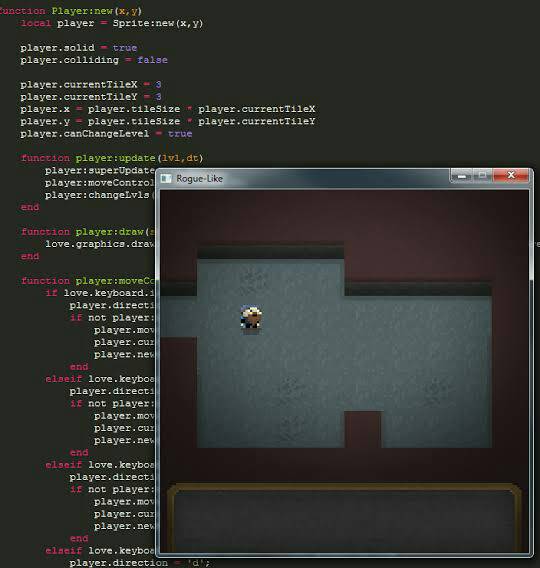 function Player:new(x,y)
local player = Sprite:new(x,y)
player.solid = true
player.colliding = false
player.currentTileX = 3
player.currentTileY = 3
player.x = player.tileSize * player.currentTileX
player.y = player.tileSize * player.currentTileY
player.canChangeLevel = true
function player:update(lvl,dt)
player:superUpdate
player:moveControl
player:changeLvls(
end
Rogue-Like
function player:draw(
love.graphics.draw
end
function player:moveCo
if love.keyboard.i
player.directi
if not player:
player.mov
player.cur
player.new
end
elseif love.keyboa
player.directi
if not player:
player.mov
player.cur
player.new
end
elseif love.keyboa
player.directi
if not player:
player.mov
player.cur
player.new
end
elseif love.keyboa
player.direction = 'd';